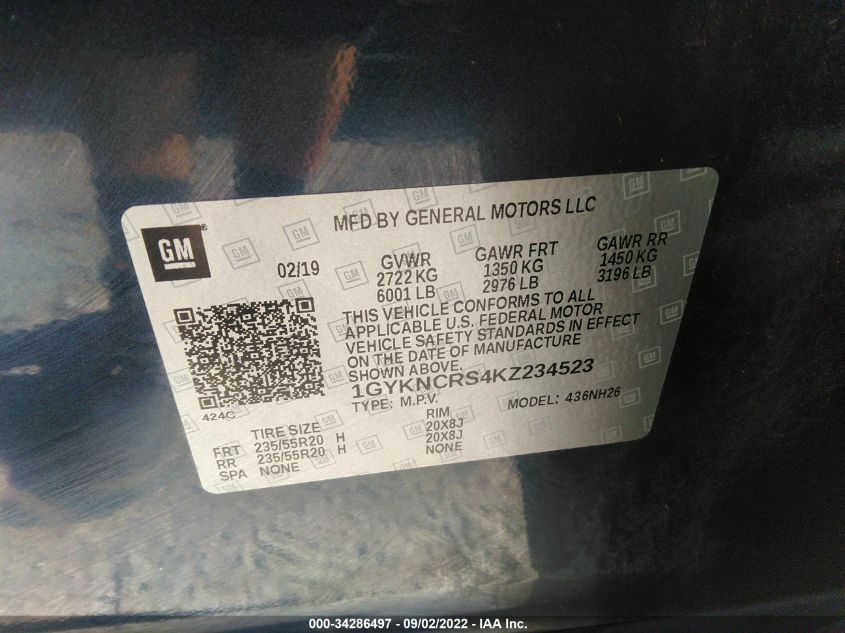 MFD BY GENERAL MOTORS LLC
GM
02/19
GVWR GAWR FRT GAWR RR
2722 KG 1350 KG 1450 KG
6001 LB 2976 LB 3196 LB
THIS VEHICLE CONFORMS TO ALL
APPLICABLE U.S. FEDERAL MOTOR
VEHICLE SAFETY STANDARDS IN EFFECT
ON THE DATE OF MANUFACTURE
SHOWN ABOVE.
1GYKNCRS4KZ234523
TYPE: M.P.V. MODEL: 436NH26
424C
TIRE SIZE RIM
FRT 235/55R20 H 20X8J
RR 235/55R20 H 20X8J
SPA NONE NONE
000-34286497 - 09/02/2022 - IAA Inc.